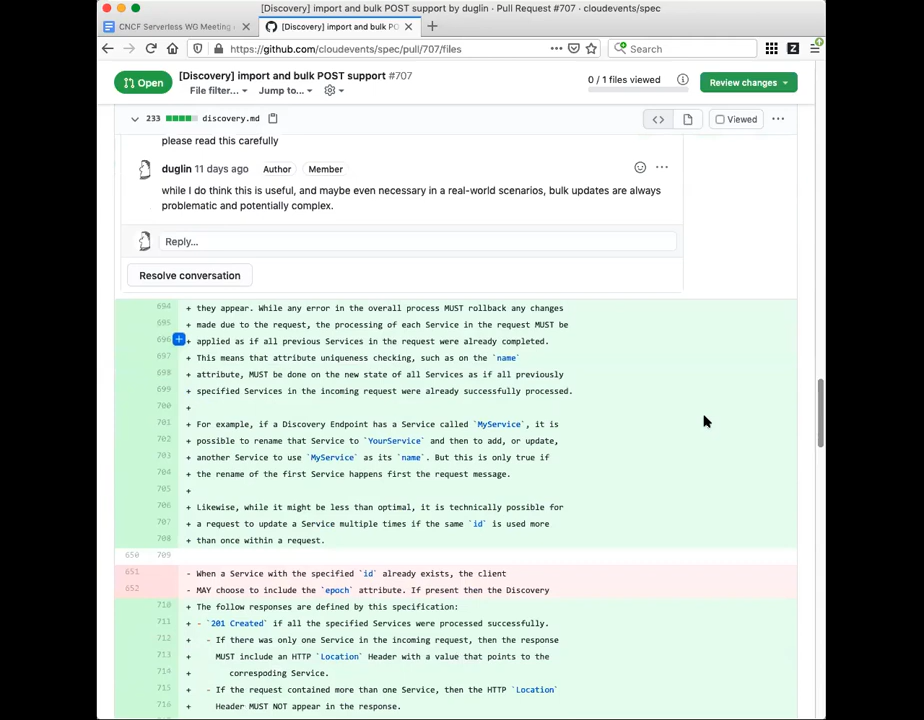 CNCF Serverless WG Meeting
[Discovery] import and bulk POST support by duglin · Pull Request #707 · cloudevents/spec
[Discovery] import and bulk PO
https://github.com/cloudevents/spec/pull/707/files
Search
Open
[Discovery] import and bulk POST support #707
File filter...
Jump to...
0 / 1 files viewed
Review changes
233
discovery.md
Viewed
please read this carefully
duglin 11 days ago
Author
Member
while I do think this is useful, and maybe even necessary in a real-world scenarios, bulk updates are always
problematic and potentially complex.
Reply...
Resolve conversation
694 + they appear. While any error in the overall process MUST rollback any changes
695 + made due to the request, the processing of each Service in the request MUST be
696 + applied as if all previous Services in the request were already completed.
697 + This means that attribute uniqueness checking, such as on the `name`
698 + attribute, MUST be done on the new state of all Services as if all previously
699 + specified Services in the incoming request were already successfully processed.
700 +
701 + For example, if a Discovery Endpoint has a Service called `MyService`, it is
702 + possible to rename that Service to `YourService` and then to add, or update,
703 + another Service to use `MyService` as its `name`. But this is only true if
704 + the rename of the first Service happens first the request message.
705 +
706 + Likewise, while it might be less than optimal, it is technically possible for
707 + a request to update a Service multiple times if the same `id` is used more
708 + than once within a request.
650 709
651 - When a Service with the specified `id` already exists, the client
652 - MAY choose to include the `epoch` attribute. If present then the Discovery
710 + The follow responses are defined by this specification:
711 + - `201 Created` if all the specified Services were processed successfully.
712 + - If there was only one Service in the incoming request, then the response
713 + MUST include an HTTP `Location` Header with a value that points to the
714 + correspoding Service.
715 + - If the request contained more than one Service, then the HTTP `Location`
716 + Header MUST NOT appear in the response.